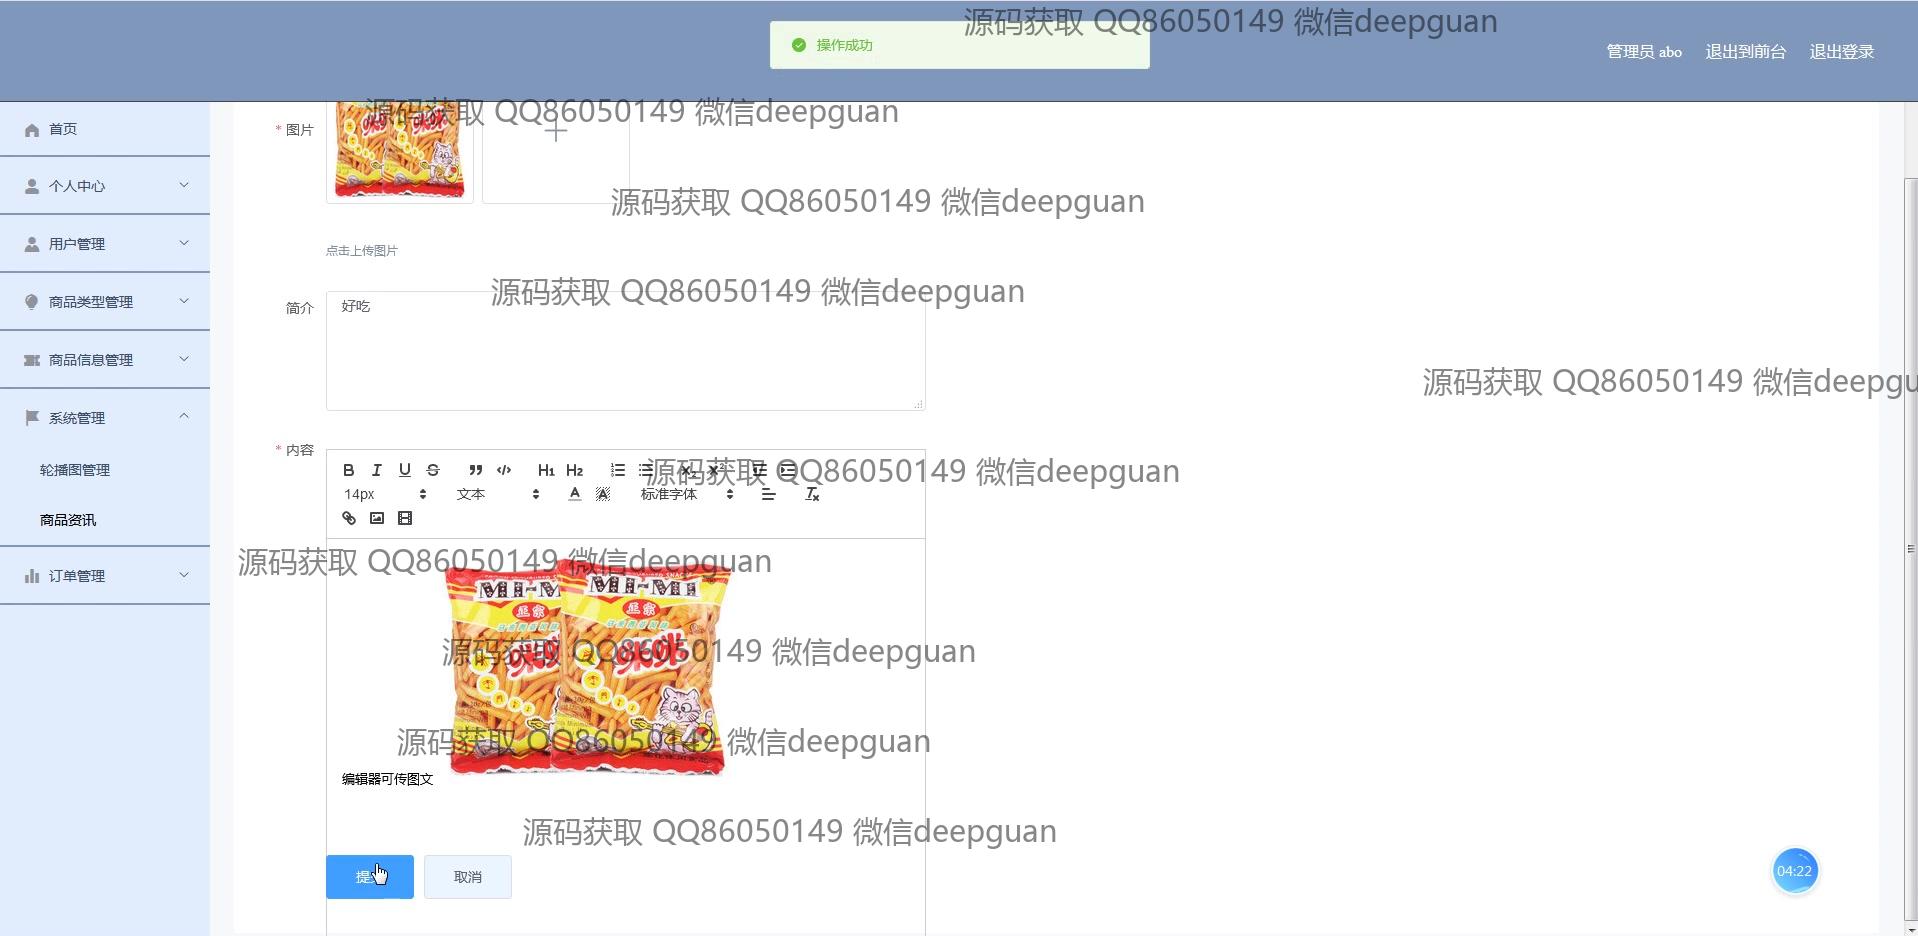 源码获取 QQ86050149 微信deepguan
操作成功
管理员 abo 退出到前台 退出登录
源码获取 QQ86050149 微信deepguan
首页
* 图片
个人中心
源码获取 QQ86050149 微信deepguan
用户管理
点击上传图片
源码获取 QQ86050149 微信deepguan
商品类型管理
简介
好吃
商品信息管理
源码获取 QQ86050149 微信deepgu
系统管理
* 内容
轮播图管理
B I U S H1 H2
源码获取 QQ86050149 微信deepguan
14px 文本 A A 标准字体
商品资讯
源码获取 QQ86050149 微信deepguan
订单管理
MI-MI
正宗
源码获取 QQ86050149 微信deepguan
咪咪
源码获取 QQ86050149 微信deepguan
编辑器可传图文
源码获取 QQ86050149 微信deepguan
提交 取消
04:22